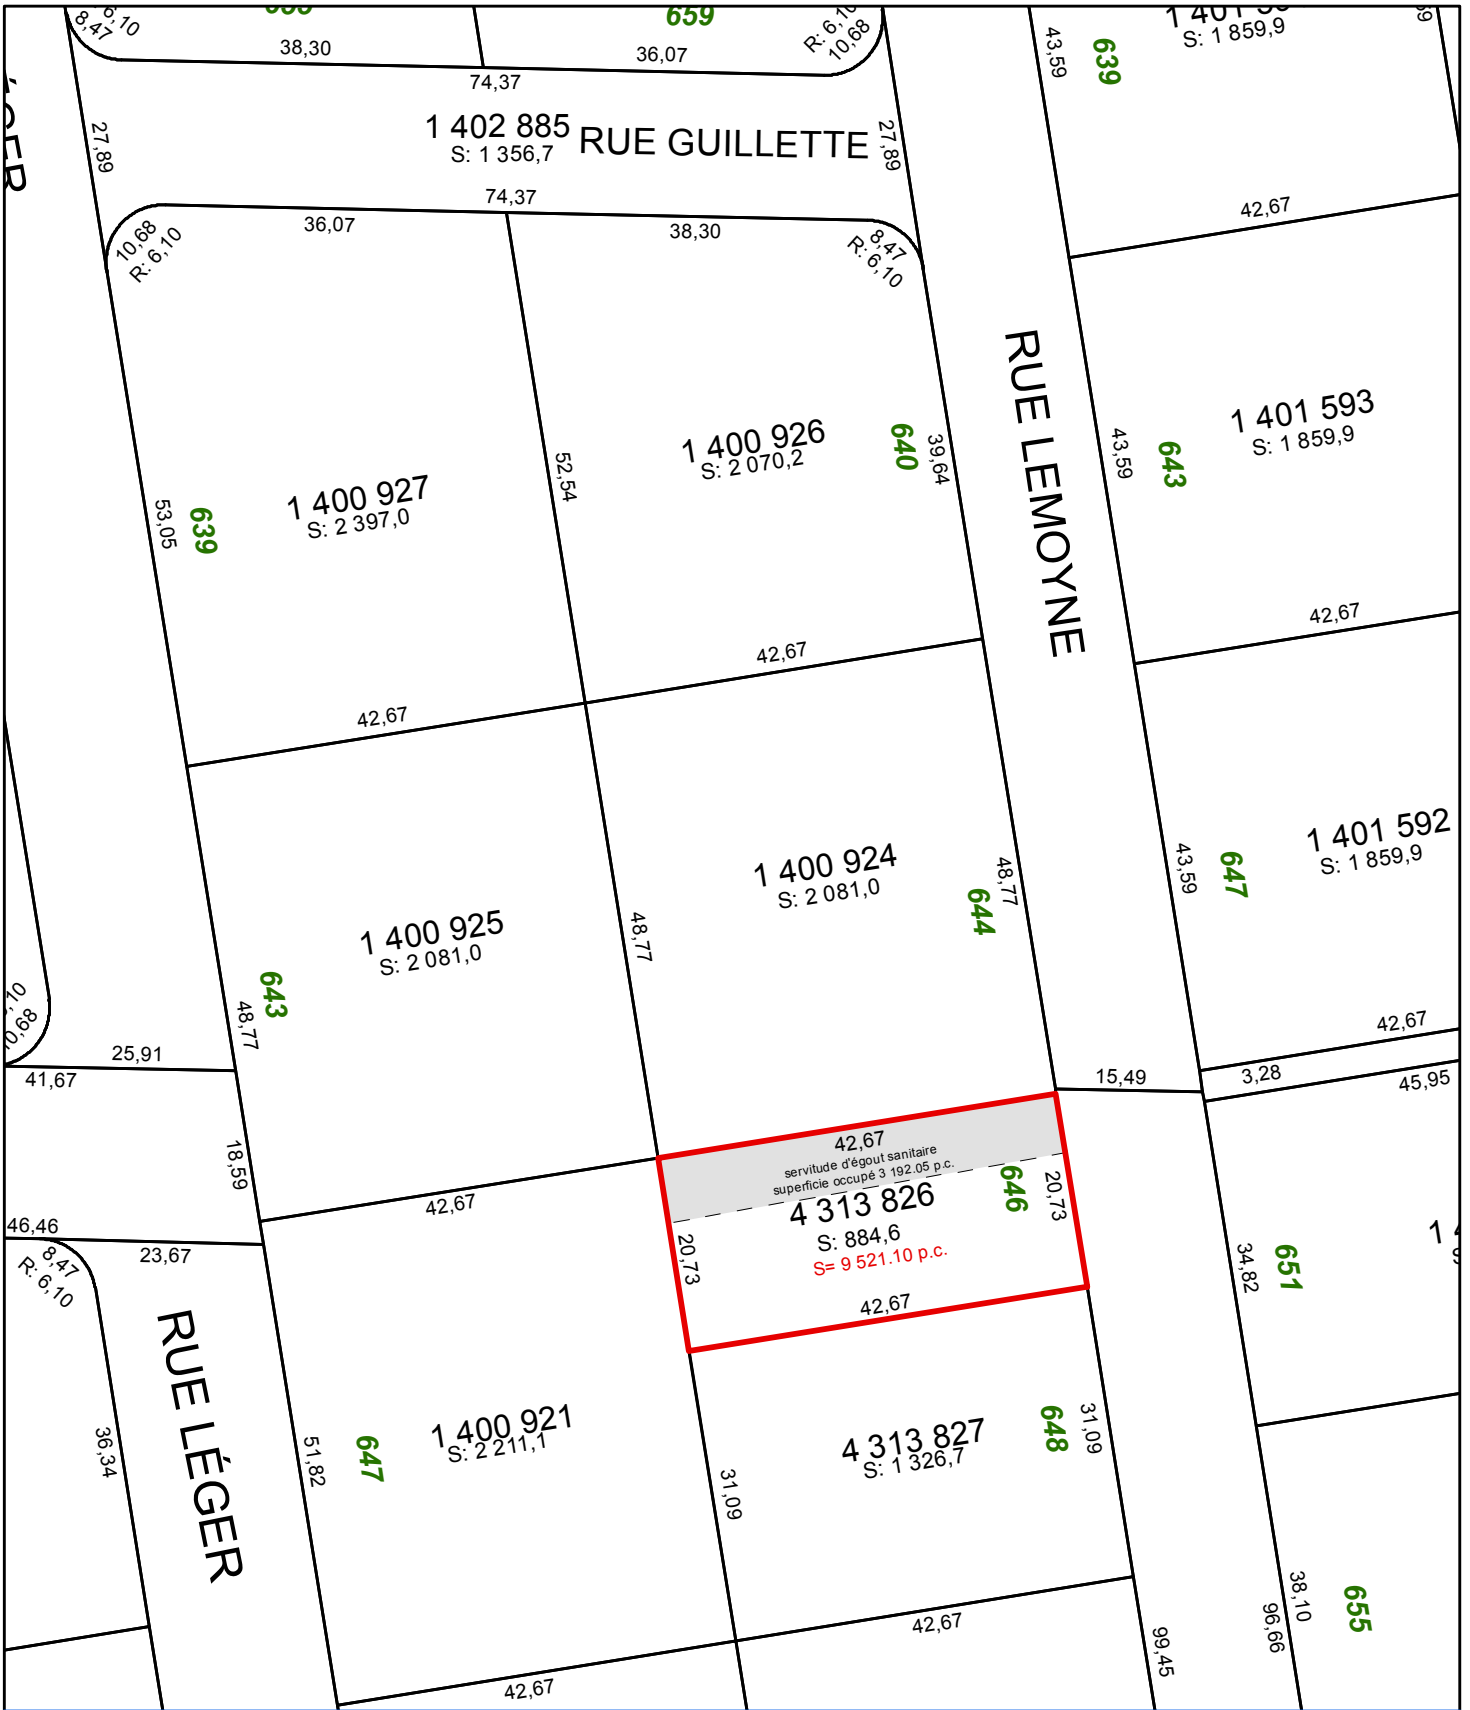 659
8,47
6,10
38,30
36,07
R: 6,10
10,68
74,37
43,59
639
S: 1 859,9
27,89
1 402 885
S: 1 356,7
RUE GUILLETTE
27,89
74,37
36,07
38,30
42,67
10,68
R: 6,10
8,47
R: 6,10
RUE LEMOYNE
1 400 927
S: 2 397,0
53,05
639
52,54
1 400 926
S: 2 070,2
640
39,64
43,59
643
1 401 593
S: 1 859,9
42,67
42,67
42,67
1 400 925
S: 2 081,0
643
48,77
48,77
1 400 924
S: 2 081,0
644
48,77
43,59
647
1 401 592
S: 1 859,9
42,67
25,91
41,67
15,49
3,28
45,95
18,59
42,67
42,67
servitude d'égout sanitaire
superficie occupé 3 192.05 p.c.
4 313 826
S: 884,6
S= 9 521.10 p.c.
646
20,73
20,73
42,67
46,46
23,67
8,47
R: 6,10
34,82
651
RUE LÉGER
36,34
51,82
647
1 400 921
S: 2 211,1
31,09
4 313 827
S: 1 326,7
648
31,09
42,67
42,67
99,45
96,66
38,10
655